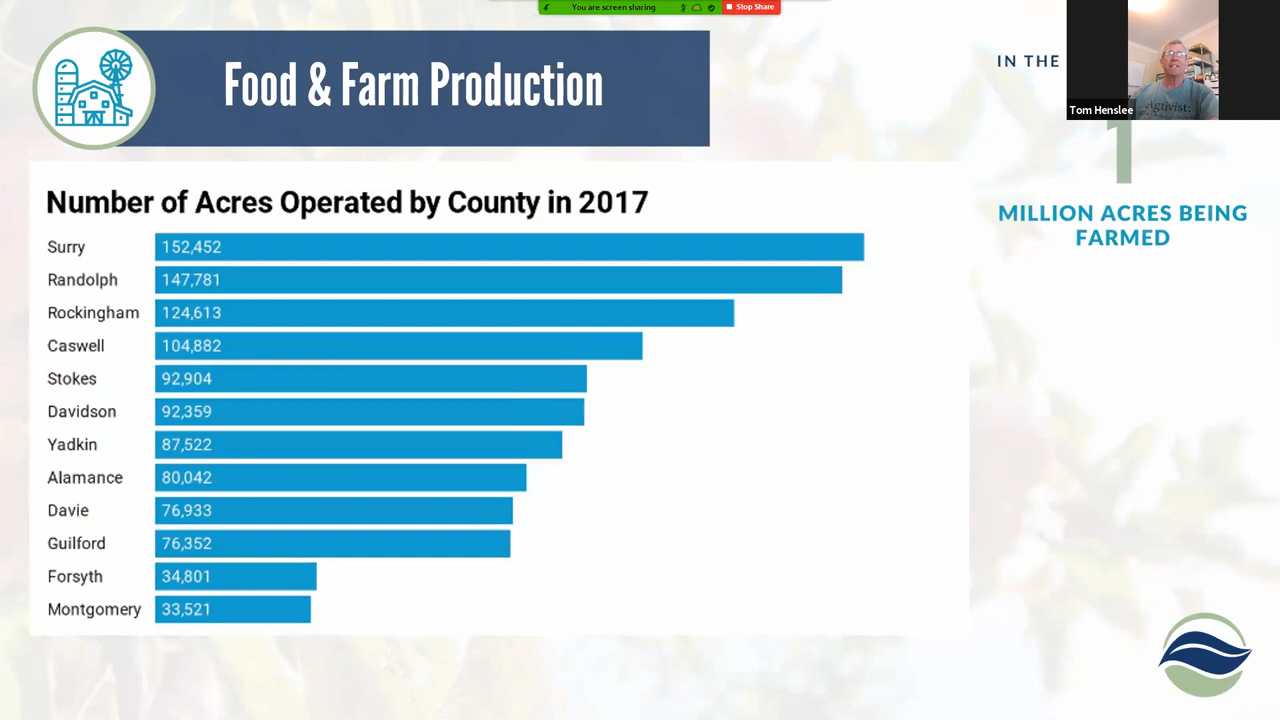 You are screen sharing
Stop Share
Food & Farm Production
IN THE
Tom Henslee
1
MILLION ACRES BEING
FARMED
Number of Acres Operated by County in 2017
Surry 152,452
Randolph 147,781
Rockingham 124,613
Caswell 104,882
Stokes 92,904
Davidson 92,359
Yadkin 87,522
Alamance 80,042
Davie 76,933
Guilford 76,352
Forsyth 34,801
Montgomery 33,521